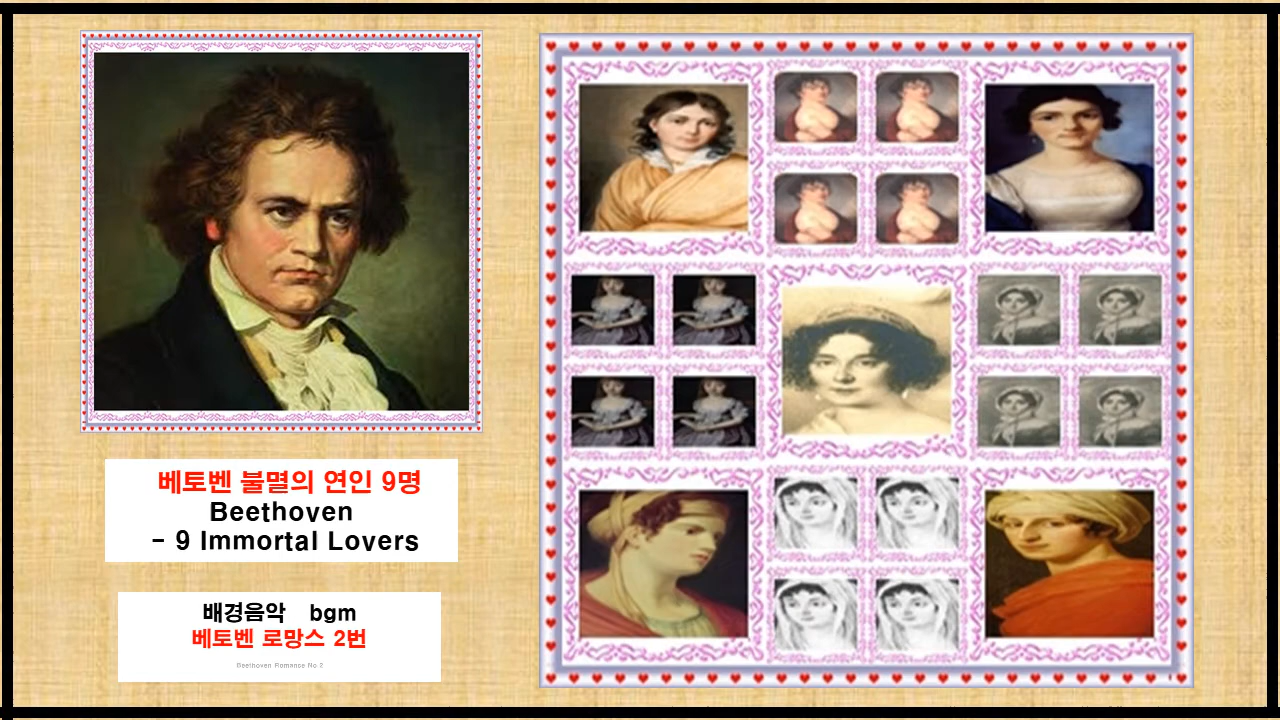 베토벤 불멸의 연인 9명
Beethoven
- 9 Immortal Lovers
배경음악 bgm
베토벤 로망스 2번
Beethoven Romance No.2